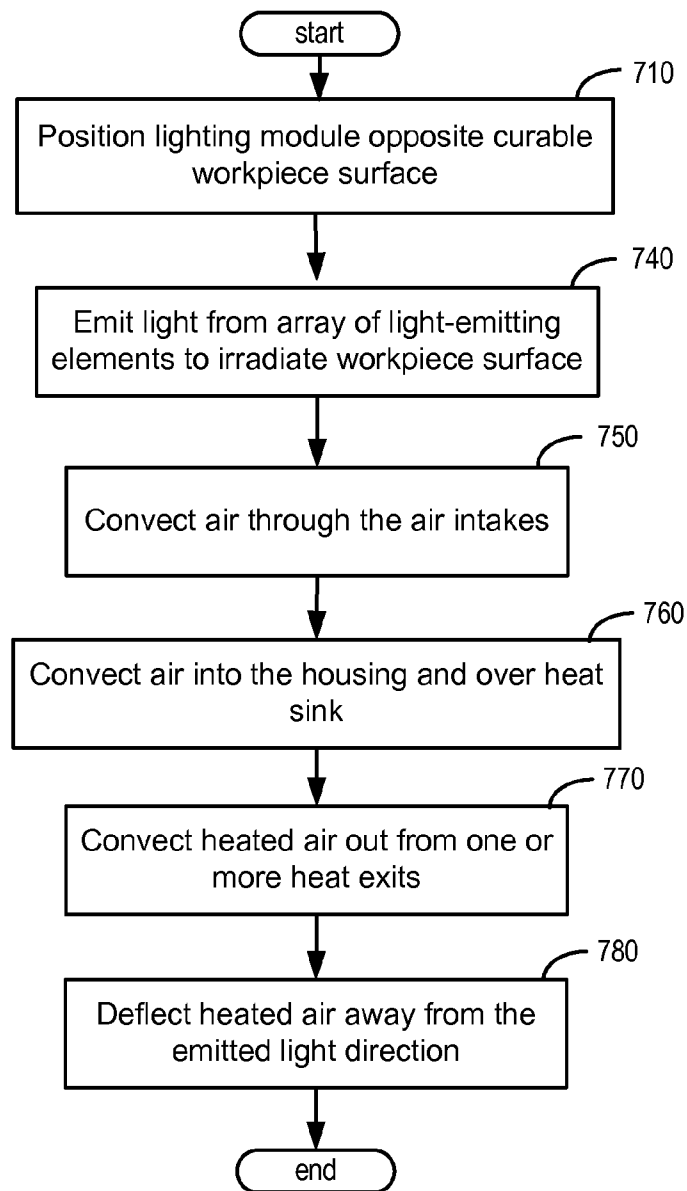 start
710
Position lighting module opposite curable
workpiece surface
740
Emit light from array of light-emitting
elements to irradiate workpiece surface
750
Convect air through the air intakes
760
Convect air into the housing and over heat
sink
770
Convect heated air out from one or
more heat exits
780
Deflect heated air away from the
emitted light direction
end